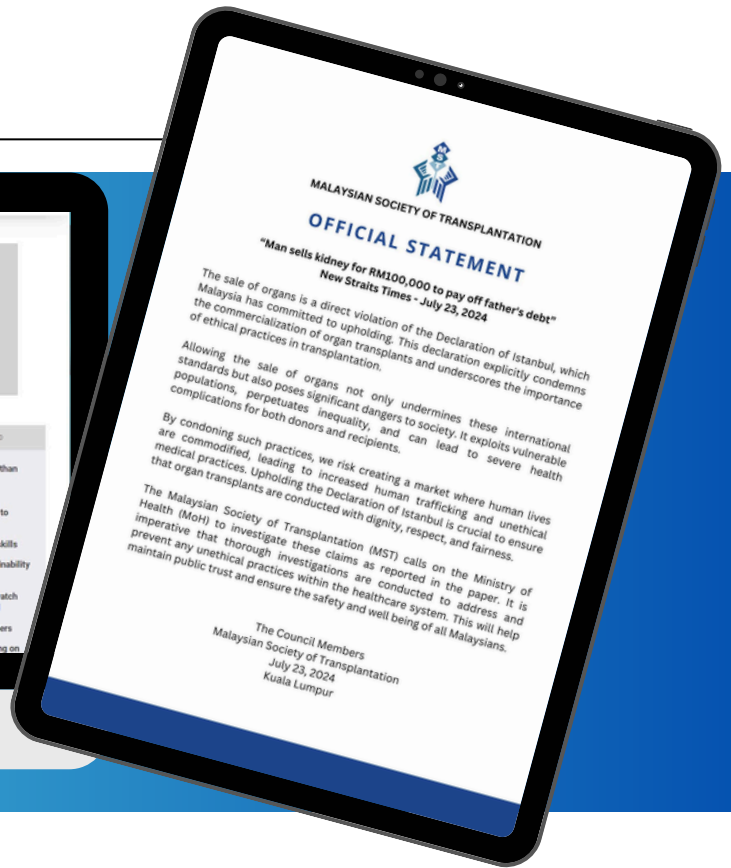 MST
MALAYSIAN SOCIETY OF TRANSPLANTATION
OFFICIAL STATEMENT
“Man sells kidney for RM100,000 to pay off father's debt”
New Straits Times - July 23, 2024
The sale of organs is a direct violation of the Declaration of Istanbul, which
Malaysia has committed to upholding. This declaration explicitly condemns
the commercialization of organ transplants and underscores the importance
of ethical practices in transplantation.
Allowing the sale of organs not only undermines these international
standards but also poses significant dangers to society. It exploits vulnerable
populations, perpetuates inequality, and can lead to severe health
complications for both donors and recipients.
By condoning such practices, we risk creating a market where human lives
are commodified, leading to increased human trafficking and unethical
medical practices. Upholding the Declaration of Istanbul is crucial to ensure
that organ transplants are conducted with dignity, respect, and fairness.
The Malaysian Society of Transplantation (MST) calls on the Ministry of
Health (MoH) to investigate these claims as reported in the paper. It is
imperative that thorough investigations are conducted to address and
prevent any unethical practices within the healthcare system. This will help
maintain public trust and ensure the safety and well being of all Malaysians.
The Council Members
Malaysian Society of Transplantation
July 23, 2024
Kuala Lumpur
than
to
skills
inability
atch
ers
ng on